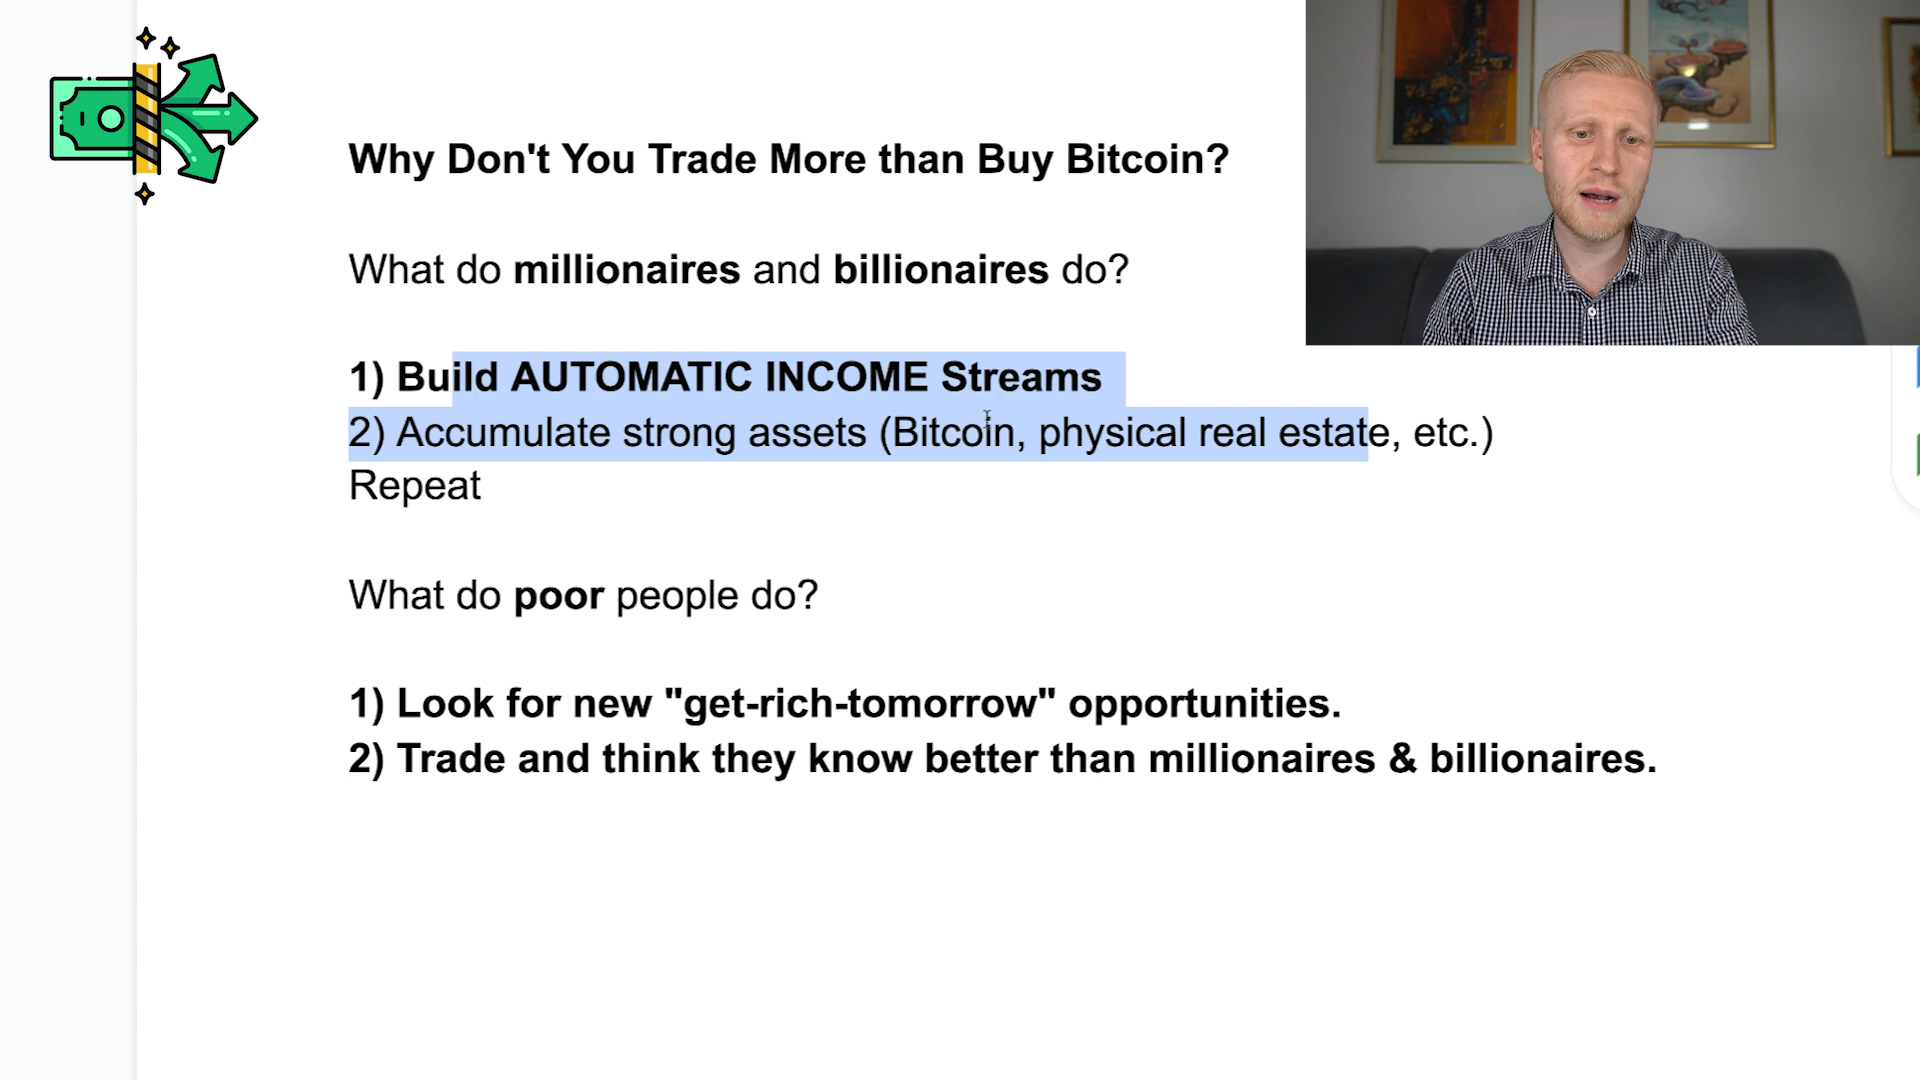 Why Don't You Trade More than Buy Bitcoin?
What do millionaires and billionaires do?
1) Build AUTOMATIC INCOME Streams
2) Accumulate strong assets (Bitcoin, physical real estate, etc.)
Repeat
What do poor people do?
1) Look for new "get-rich-tomorrow" opportunities.
2) Trade and think they know better than millionaires & billionaires.